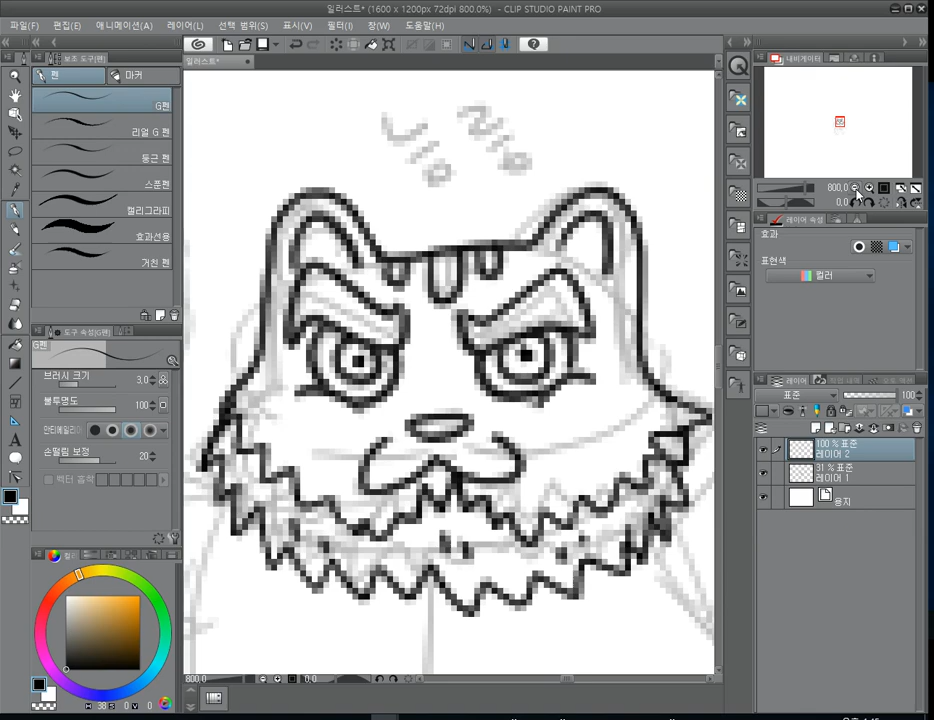 일러스트* (1600 x 1200px 72dpi 800.0%) - CLIP STUDIO PAINT PRO
파일(F) 편집(E) 애니메이션(A) 레이어(L) 선택 범위(S) 표시(V) 필터(I) 창(W) 도움말(H)
보조 도구(펜)
일러스트*
내비게이터
펜 마커
G펜
리얼 G 펜
둥근 펜
스푼펜
캘리그라피
효과선용
거친 펜
800.0
0.0
레이어 속성
효과
표현색
컬러
도구 속성(G펜)
G펜
브러시 크기 3.0
불투명도 100
안티에일리
손떨림 보정 20
벡터 흡착
레이어
표준 100
100 % 표준
레이어 2
31 % 표준
레이어 1
용지
컬
H 38 S 0 V 0
800.0 0.0